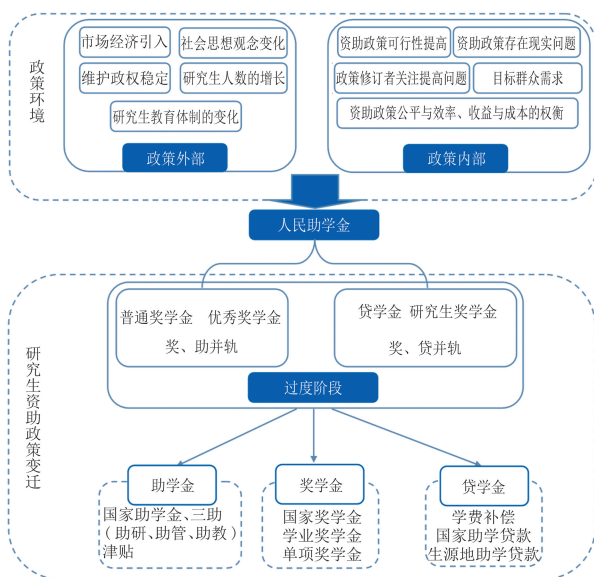 政策环境
市场经济引入
社会思想观念变化
维护政权稳定
研究生人数的增长
研究生教育体制的变化
政策外部
资助政策可行性提高
资助政策存在现实问题
政策修订者关注提高问题
目标群众需求
资助政策公平与效率、收益与成本的权衡
政策内部
人民助学金
研究生资助政策变迁
普通奖学金 优秀奖学金
奖、助并轨
贷学金 研究生奖学金
奖、贷并轨
过度阶段
助学金
国家助学金、三助
（助研、助管、助教）
津贴
奖学金
国家奖学金
学业奖学金
单项奖学金
贷学金
学费补偿
国家助学贷款
生源地助学贷款